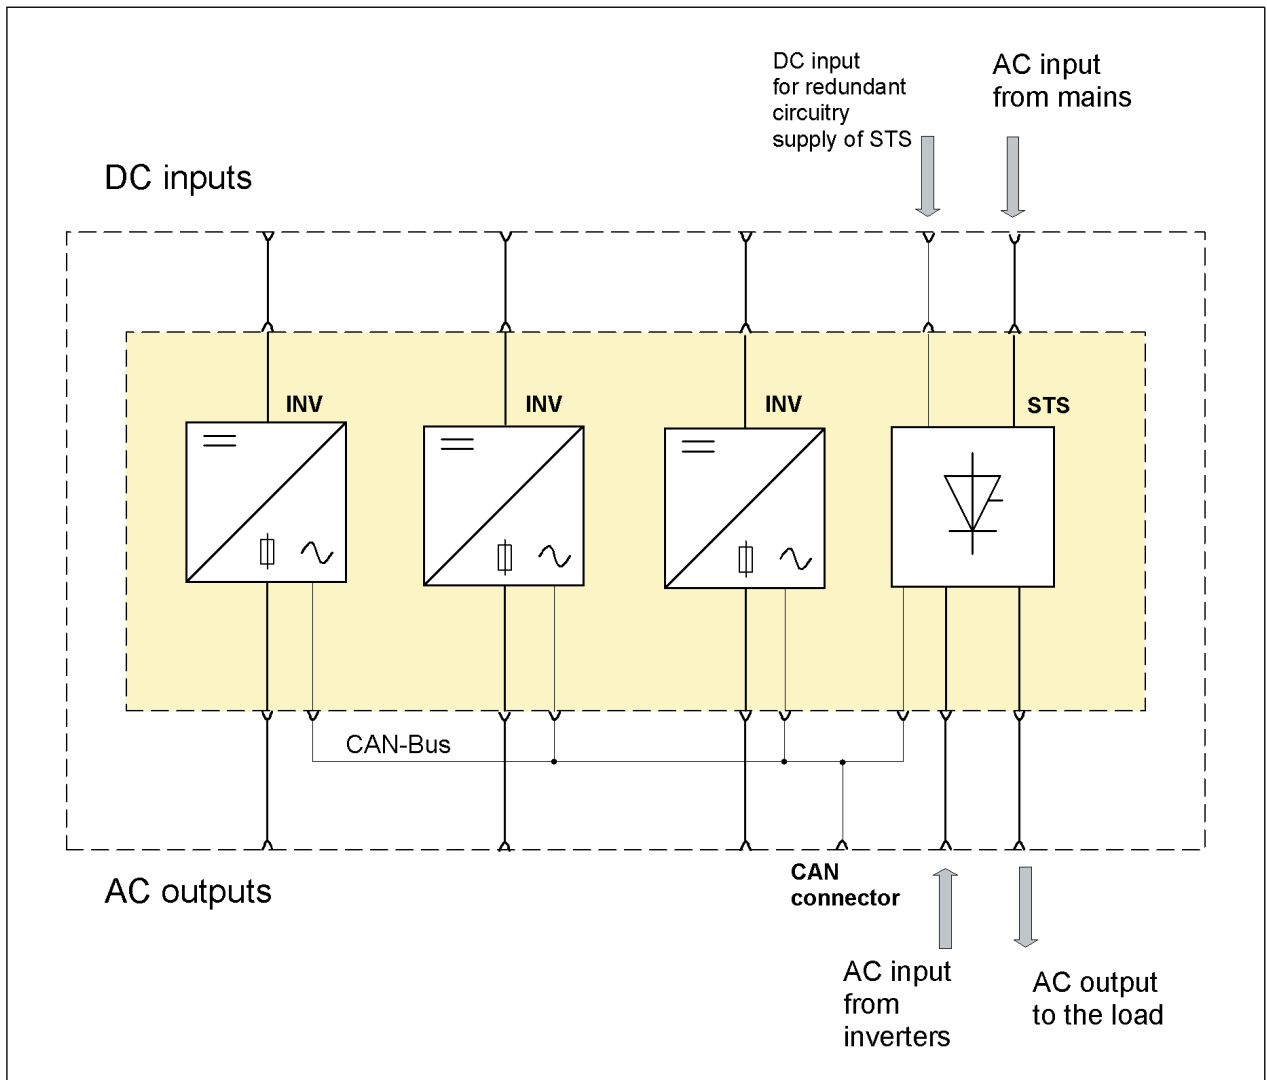 DC input
for redundant
circuitry
supply of STS
AC input
from mains
DC inputs
INV
INV
INV
STS
CAN-Bus
AC outputs
CAN
connector
AC input
from
inverters
AC output
to the load